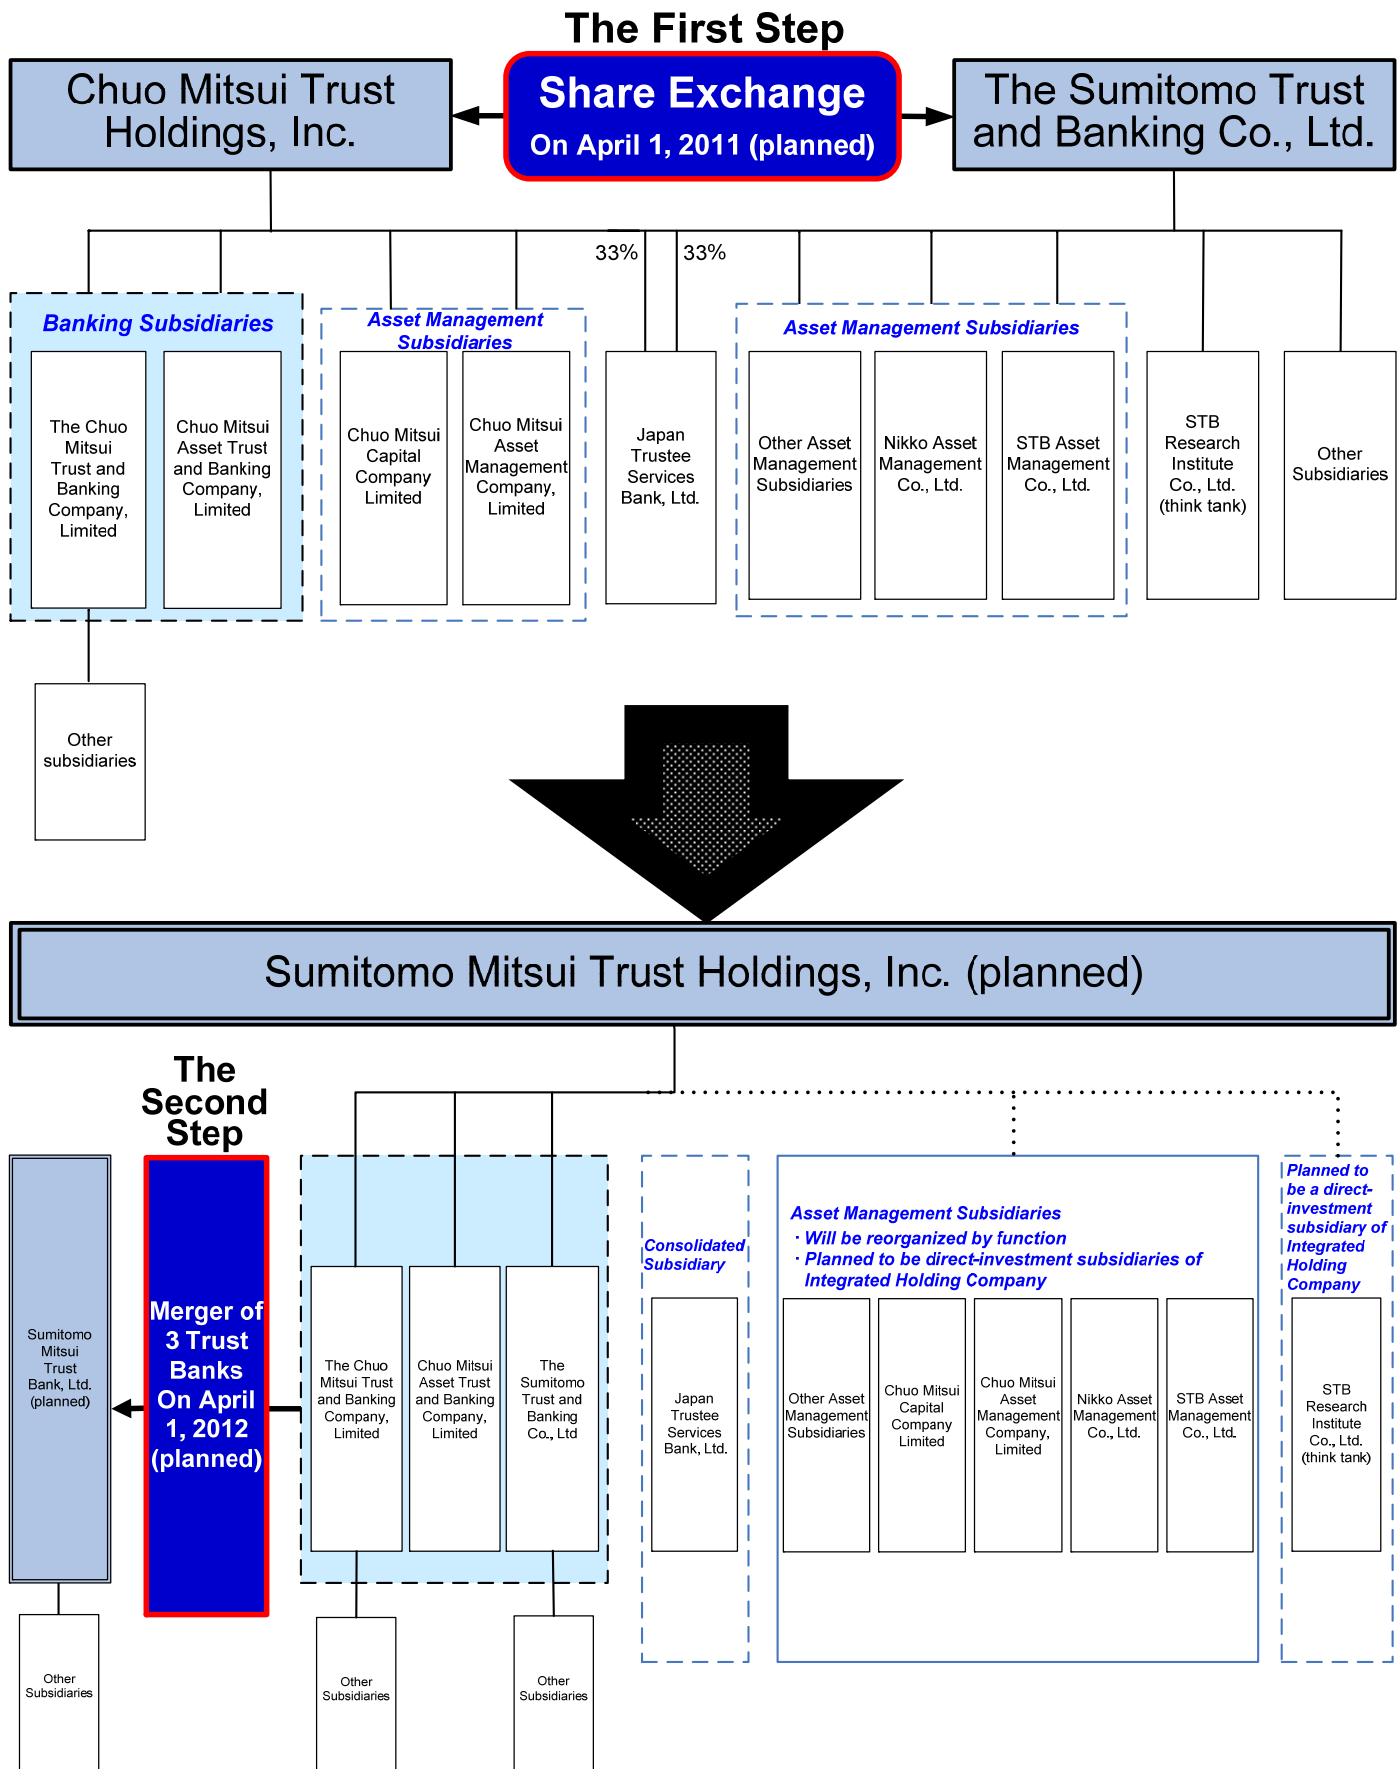 The First Step
Chuo Mitsui Trust
Holdings, Inc.
Share Exchange
On April 1, 2011 (planned)
The Sumitomo Trust
and Banking Co., Ltd.
33%
33%
Banking Subsidiaries
The Chuo
Mitsui
Trust and
Banking
Company,
Limited
Chuo Mitsui
Asset Trust
and Banking
Company,
Limited
Asset Management
Subsidiaries
Chuo Mitsui
Capital
Company
Limited
Chuo Mitsui
Asset
Management
Company,
Limited
Japan
Trustee
Services
Bank, Ltd.
Asset Management Subsidiaries
Other Asset
Management
Subsidiaries
Nikko Asset
Management
Co., Ltd.
STB Asset
Management
Co., Ltd.
STB
Research
Institute
Co., Ltd.
(think tank)
Other
Subsidiaries
Other
subsidiaries
Sumitomo Mitsui Trust Holdings, Inc. (planned)
The
Second
Step
Sumitomo
Mitsui
Trust
Bank, Ltd.
(planned)
Merger of
3 Trust
Banks
On April
1, 2012
(planned)
The Chuo
Mitsui Trust
and Banking
Company,
Limited
Chuo Mitsui
Asset Trust
and Banking
Company,
Limited
The
Sumitomo
Trust and
Banking
Co., Ltd
Consolidated
Subsidiary
Japan
Trustee
Services
Bank, Ltd.
Asset Management Subsidiaries
· Will be reorganized by function
· Planned to be direct-investment subsidiaries of
Integrated Holding Company
Other Asset
Management
Subsidiaries
Chuo Mitsui
Capital
Company
Limited
Chuo Mitsui
Asset
Management
Company,
Limited
Nikko Asset
Management
Co., Ltd.
STB Asset
Management
Co., Ltd.
Planned to
be a direct-
investment
subsidiary of
Integrated
Holding
Company
STB
Research
Institute
Co., Ltd.
(think tank)
Other
Subsidiaries
Other
Subsidiaries
Other
Subsidiaries